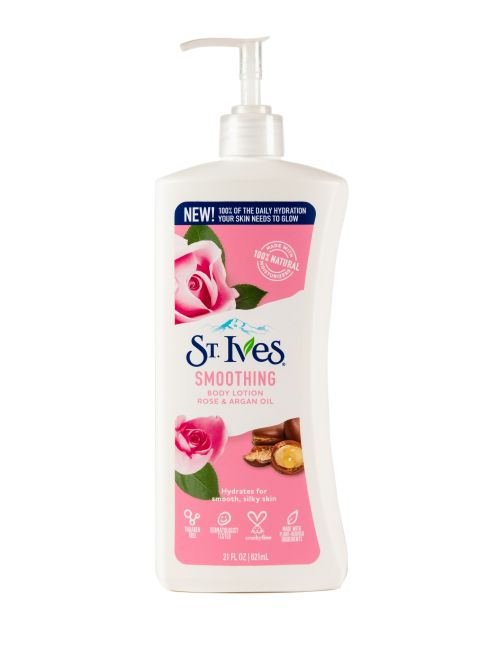 NEW! 100% OF THE DAILY HYDRATION
YOUR SKIN NEEDS TO GLOW
MADE WITH
100% NATURAL
MOISTURIZERS
ST. IVES®
SMOOTHING
BODY LOTION
ROSE & ARGAN OIL
Hydrates for
smooth, silky skin
PARABEN
FREE
DERMATOLOGIST
TESTED
cruelty-free
MADE WITH
PLANT-BASED
INGREDIENTS
21 FL OZ | 621mL